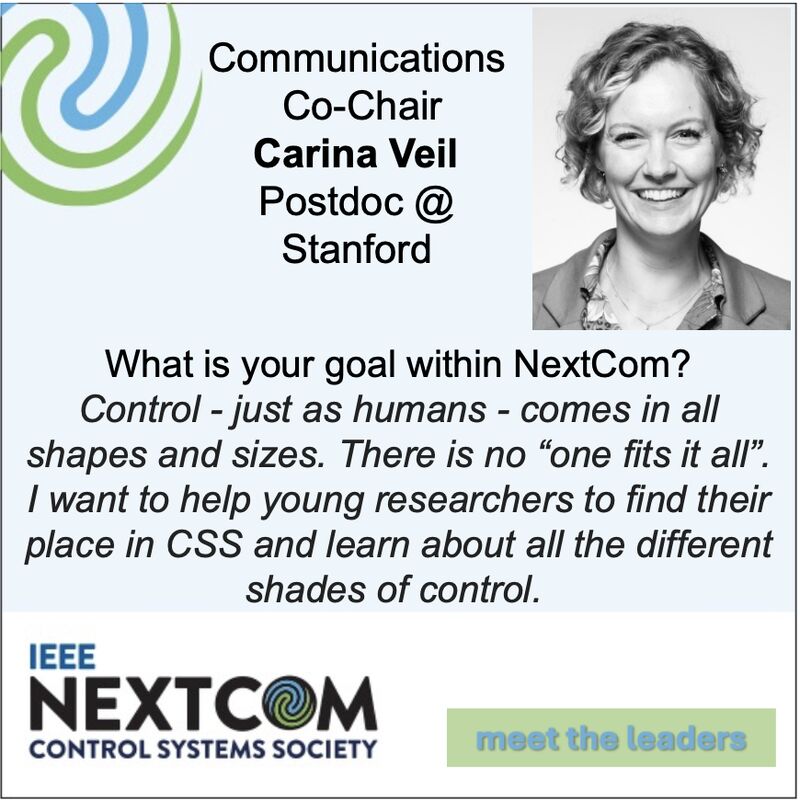 Communications
Co-Chair
Carina Veil
Postdoc @
Stanford
What is your goal within NextCom?
Control - just as humans - comes in all
shapes and sizes. There is no “one fits it all”.
I want to help young researchers to find their
place in CSS and learn about all the different
shades of control.
IEEE
NEXTCOM
CONTROL SYSTEMS SOCIETY
meet the leaders